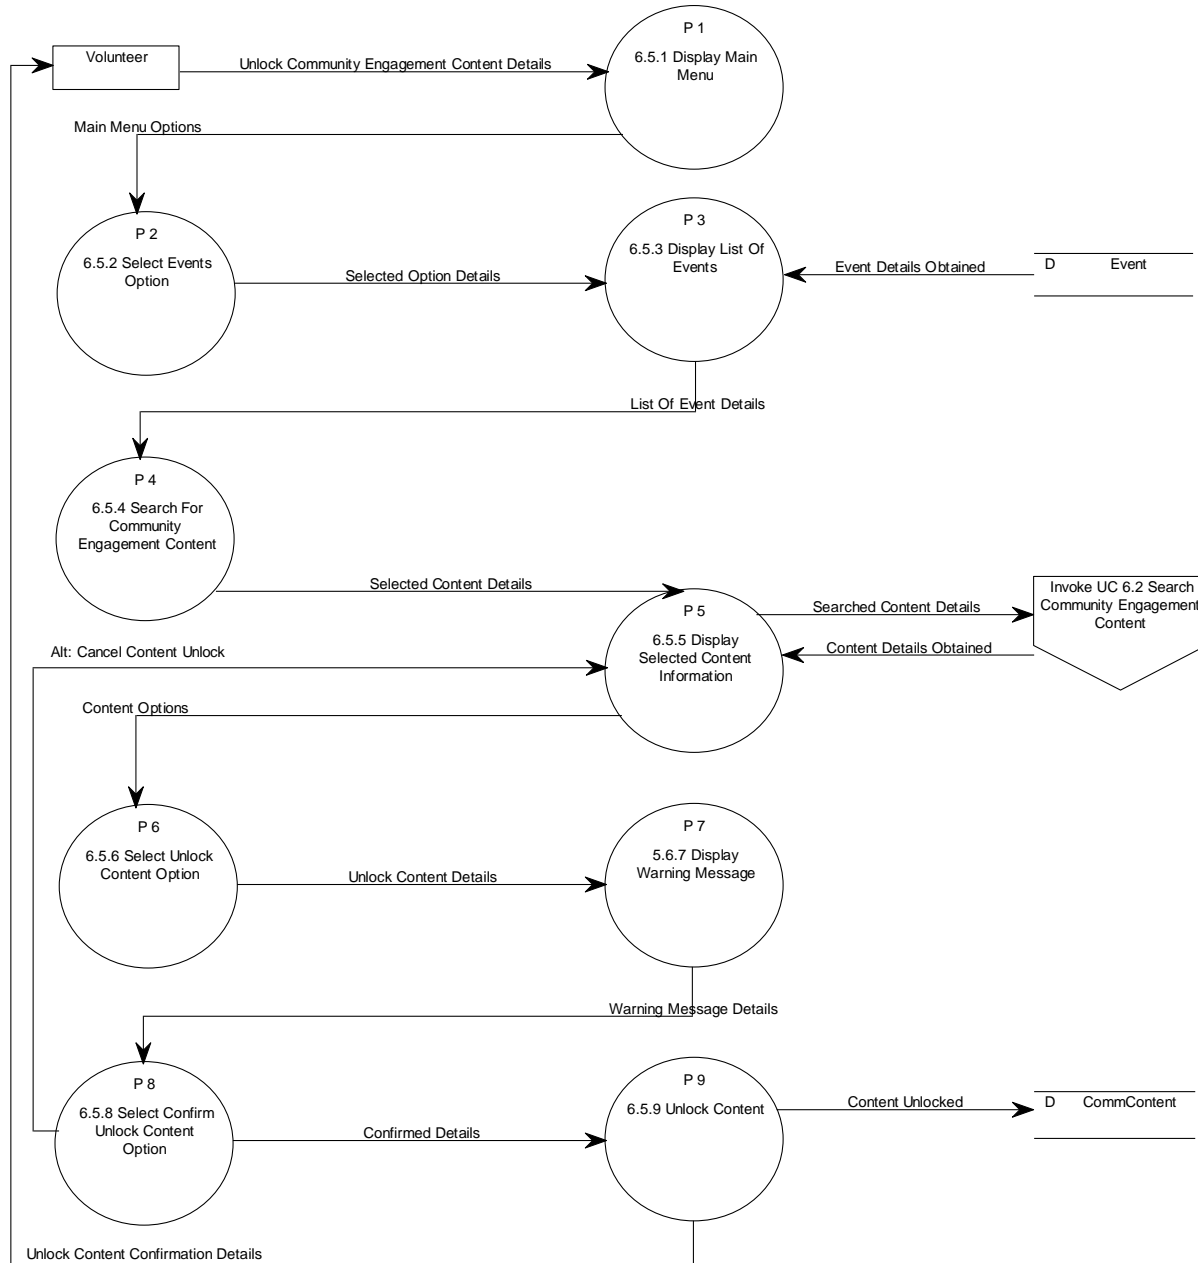 P 1
Volunteer
6.5.1 Display Main
Menu
Unlock Community Engagement Content Details
Main Menu Options
P 2
6.5.2 Select Events
Option
P 3
6.5.3 Display List Of
Events
Selected Option Details
Event Details Obtained
D Event
List Of Event Details
P 4
6.5.4 Search For
Community
Engagement Content
Selected Content Details
P 5
6.5.5 Display
Selected Content
Information
Searched Content Details
Content Details Obtained
Invoke UC 6.2 Search
Community Engagement
Content
Alt: Cancel Content Unlock
Content Options
P 6
6.5.6 Select Unlock
Content Option
Unlock Content Details
P 7
5.6.7 Display
Warning Message
Warning Message Details
P 8
6.5.8 Select Confirm
Unlock Content
Option
Confirmed Details
P 9
6.5.9 Unlock Content
Content Unlocked
D CommContent
Unlock Content Confirmation Details